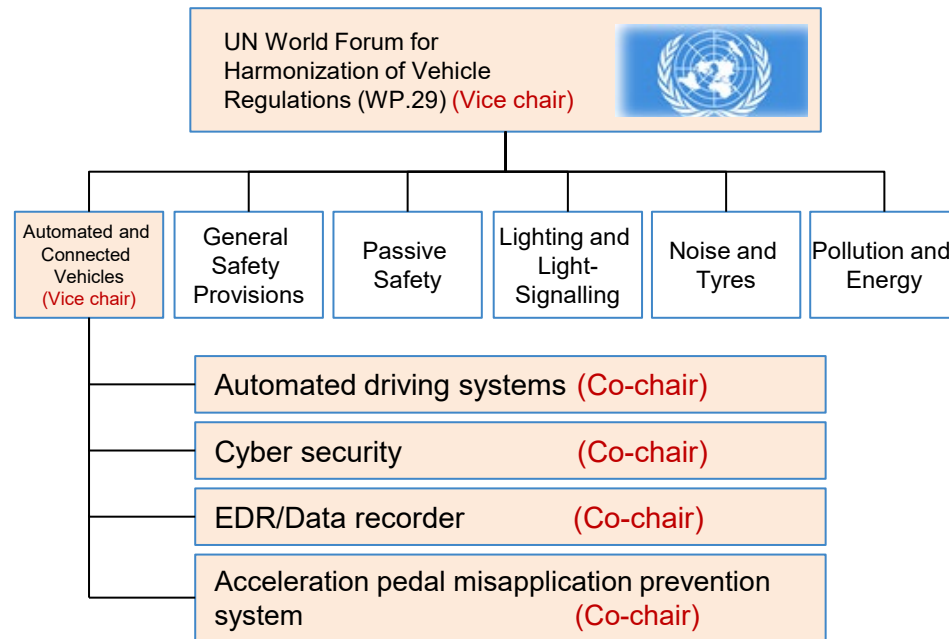 UN World Forum for
Harmonization of Vehicle
Regulations (WP.29) (Vice chair)
Automated and
Connected
Vehicles
(Vice chair)
General
Safety
Provisions
Passive
Safety
Lighting and
Light-
Signalling
Noise and
Tyres
Pollution and
Energy
Automated driving systems (Co-chair)
Cyber security (Co-chair)
EDR/Data recorder (Co-chair)
Acceleration pedal misapplication prevention
system (Co-chair)